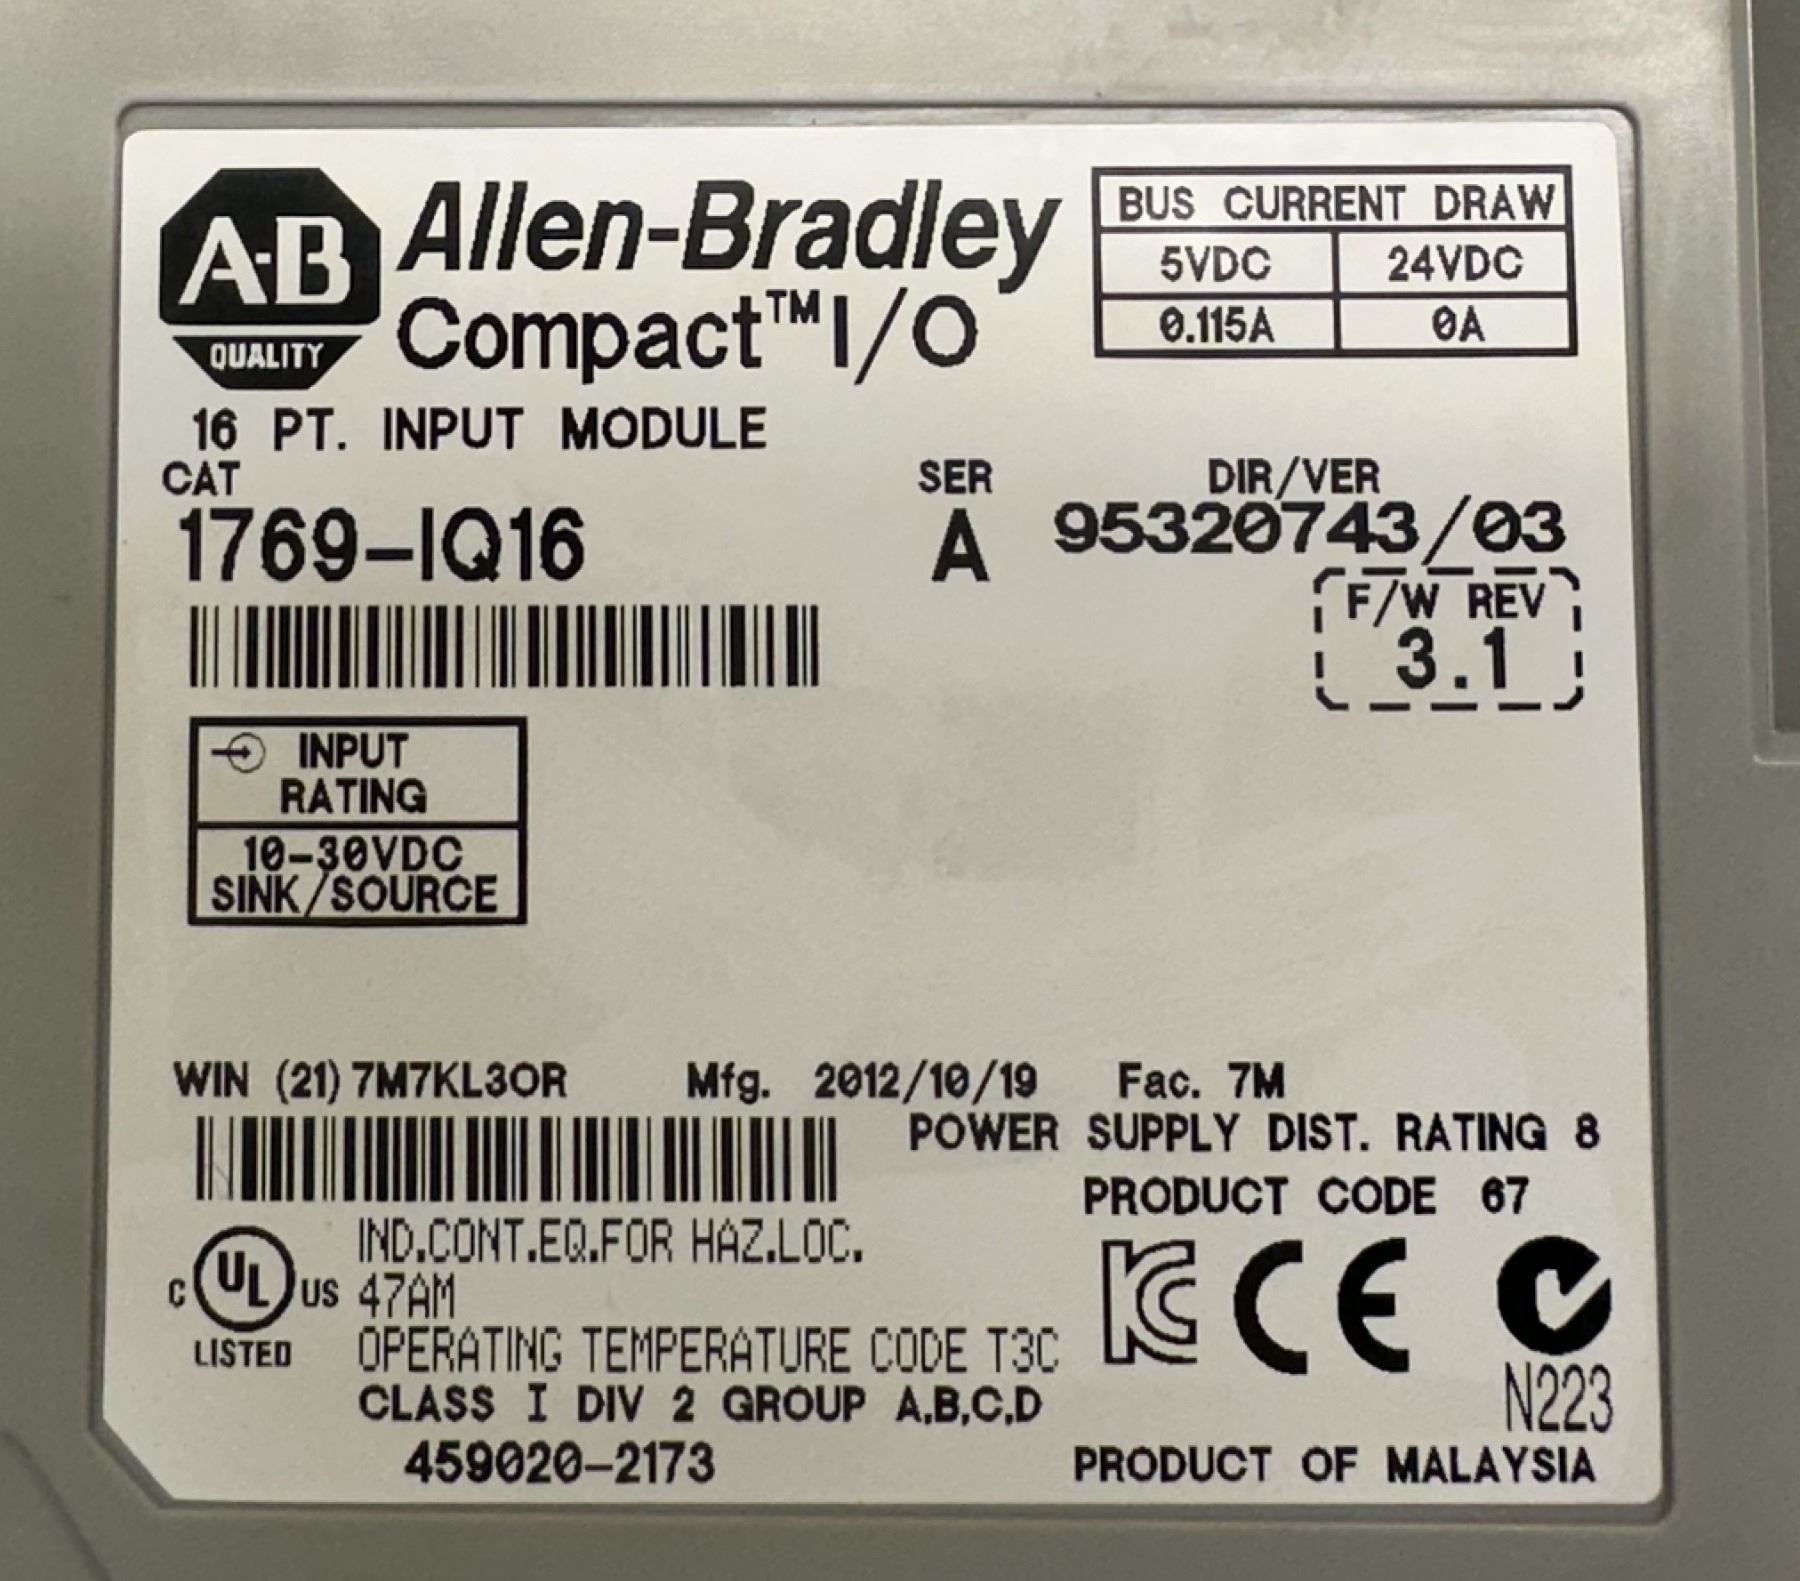 A-B
QUALITY
Allen-Bradley
Compact™ I/O
BUS CURRENT DRAW
5VDC 24VDC
0.115A 0A
16 PT. INPUT MODULE
CAT SER DIR/VER
1769-IQ16 A 95320743/03
F/W REV
3.1
INPUT
RATING
10-30VDC
SINK/SOURCE
WIN (21) 7M7KL3OR Mfg. 2012/10/19 Fac. 7M
POWER SUPPLY DIST. RATING 8
PRODUCT CODE 67
C UL US
LISTED
IND.CONT.EQ.FOR HAZ.LOC.
47AM
OPERATING TEMPERATURE CODE T3C
CLASS I DIV 2 GROUP A,B,C,D
459020-2173
KC CE
N223
PRODUCT OF MALAYSIA